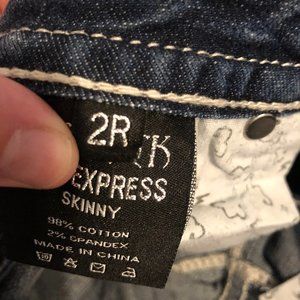 2R
EXPRESS
SKINNY
98% COTTON
2% SPANDEX
MADE IN CHINA